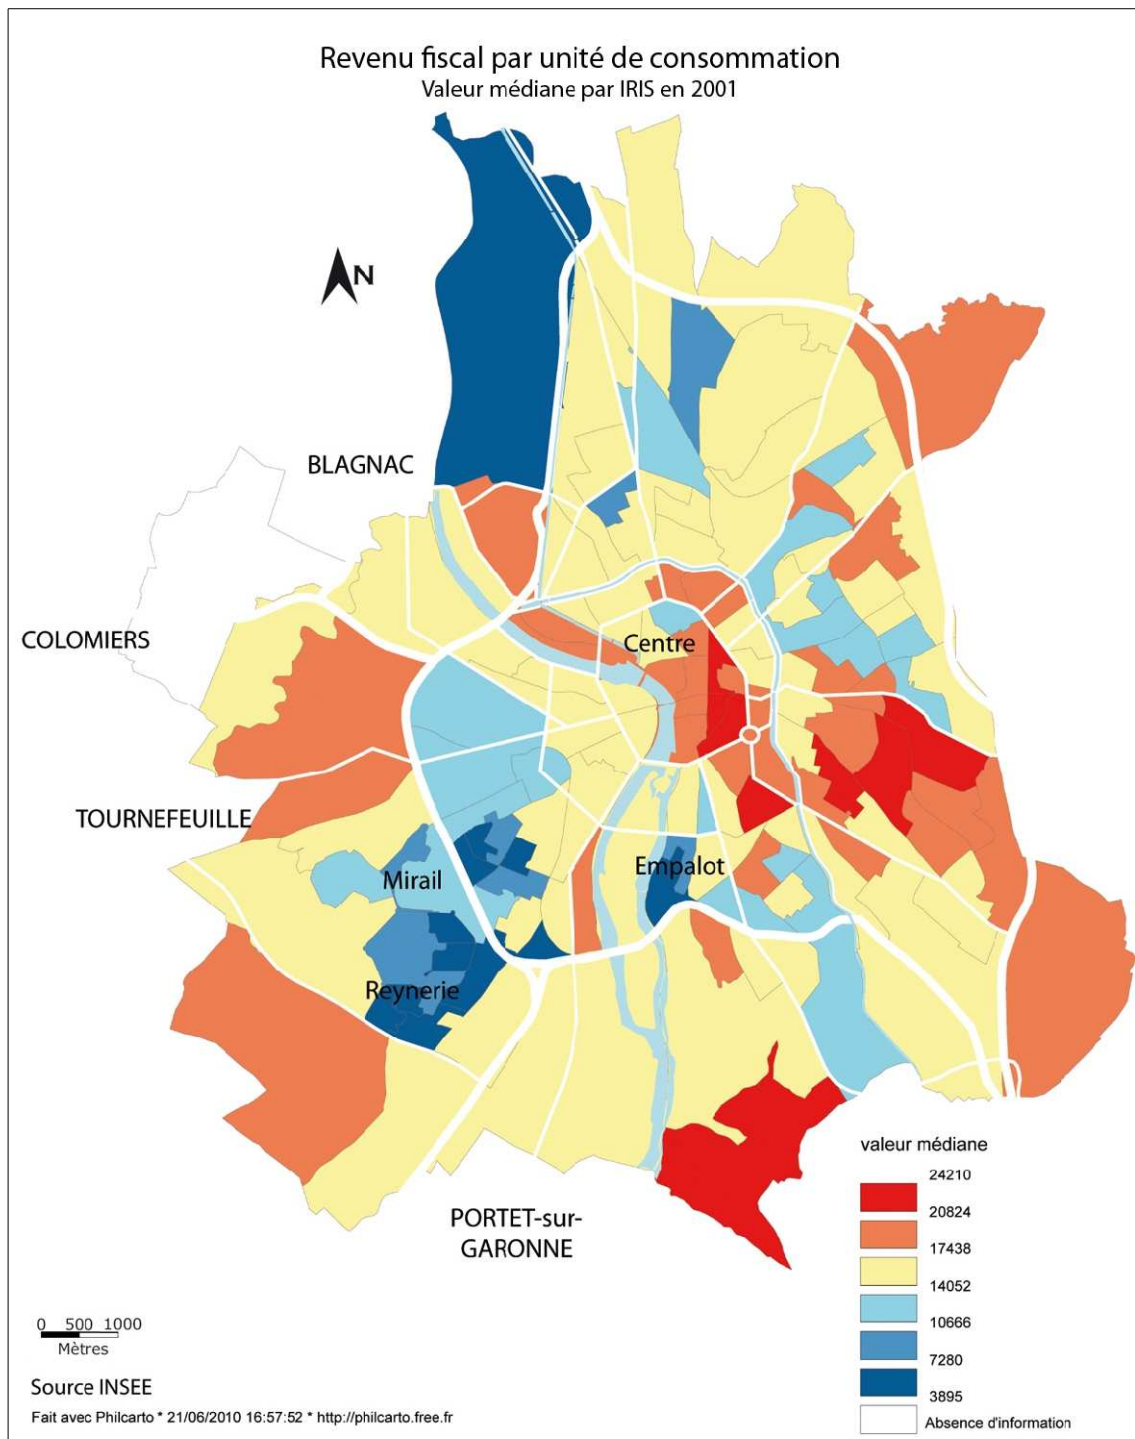 Revenu fiscal par unité de consommation
Valeur médiane par IRIS en 2001
N
BLAGNAC
COLOMIERS
Centre
TOURNEFEUILLE
Mirail
Empalot
Reynerie
PORTET-sur-
GARONNE
valeur médiane
24210
20824
17438
14052
10666
7280
3895
Absence d'information
0 500 1000
Mètres
Source INSEE
Fait avec Philcarto * 21/06/2010 16:57:52 * http://philcarto.free.fr